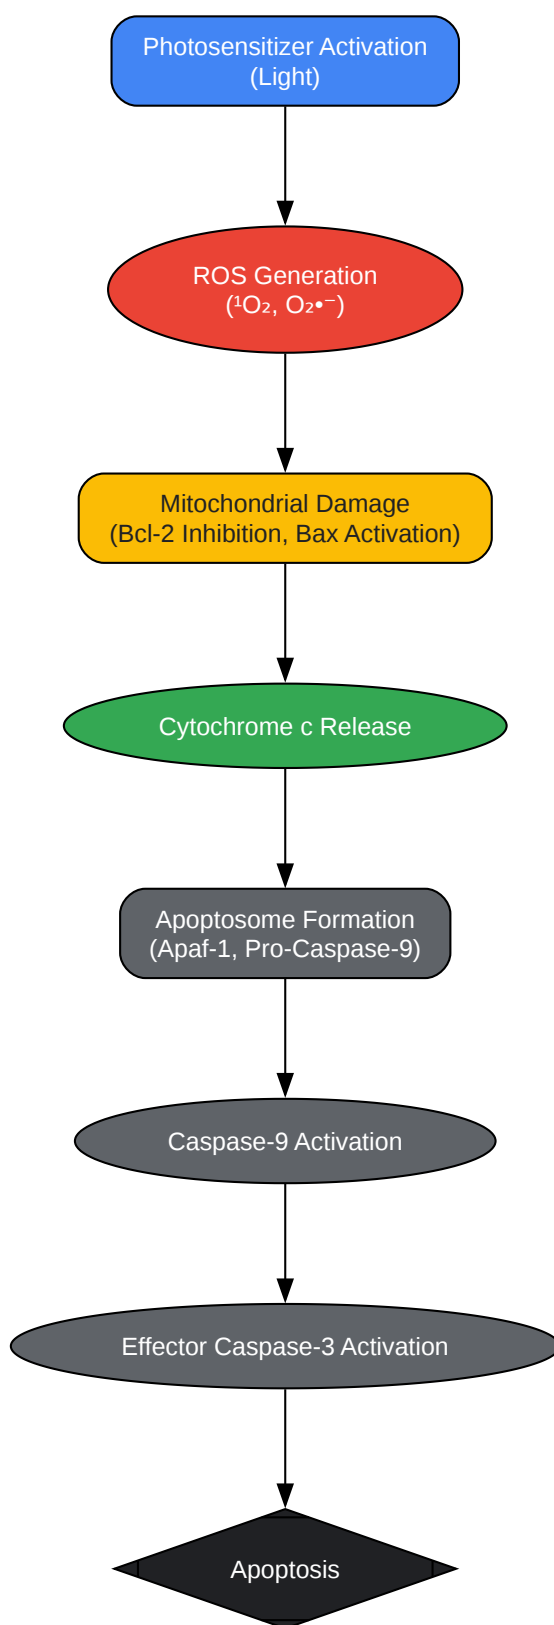 Photosensitizer Activation
(Light)
ROS Generation
(¹O₂, O₂•⁻)
Mitochondrial Damage
(Bcl-2 Inhibition, Bax Activation)
Cytochrome c Release
Apoptosome Formation
(Apaf-1, Pro-Caspase-9)
Caspase-9 Activation
Effector Caspase-3 Activation
Apoptosis